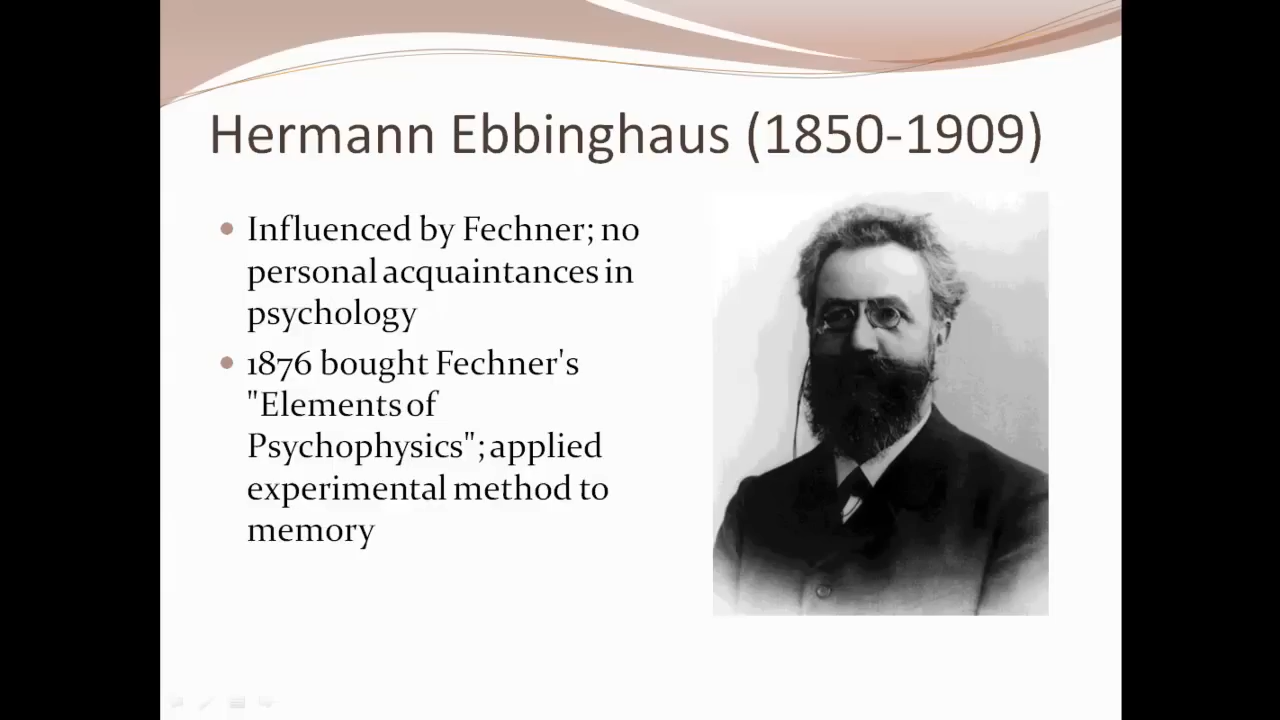 Hermann Ebbinghaus (1850-1909)
Influenced by Fechner; no
personal acquaintances in
psychology
1876 bought Fechner's
"Elements of
Psychophysics"; applied
experimental method to
memory